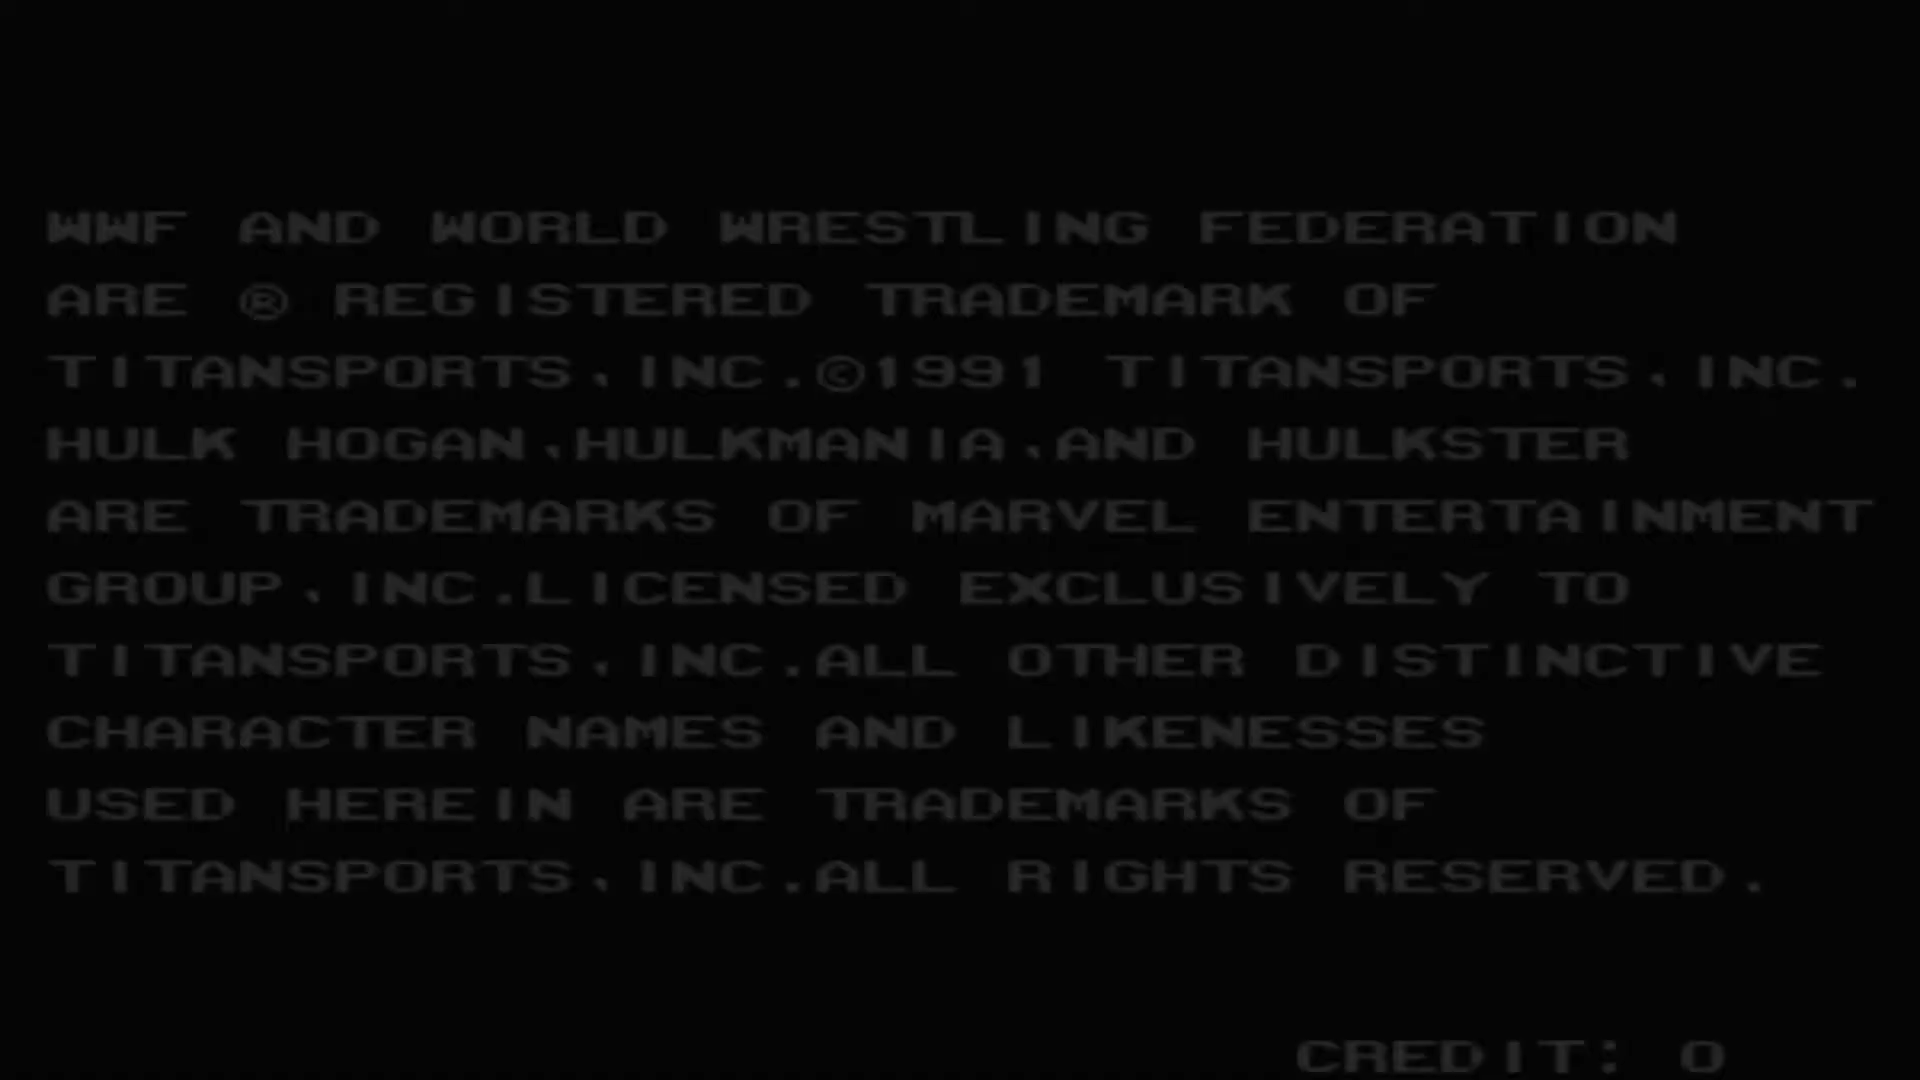 WWF AND WORLD WRESTLING FEDERATION
ARE ® REGISTERED TRADEMARK OF
TITANSPORTS,INC.©1991 TITANSPORTS,INC.
HULK HOGAN,HULKMANIA,AND HULKSTER
ARE TRADEMARKS OF MARVEL ENTERTAINMENT
GROUP,INC.LICENSED EXCLUSIVELY TO
TITANSPORTS,INC.ALL OTHER DISTINCTIVE
CHARACTER NAMES AND LIKENESSES
USED HEREIN ARE TRADEMARKS OF
TITANSPORTS,INC.ALL RIGHTS RESERVED.
CREDIT: 0